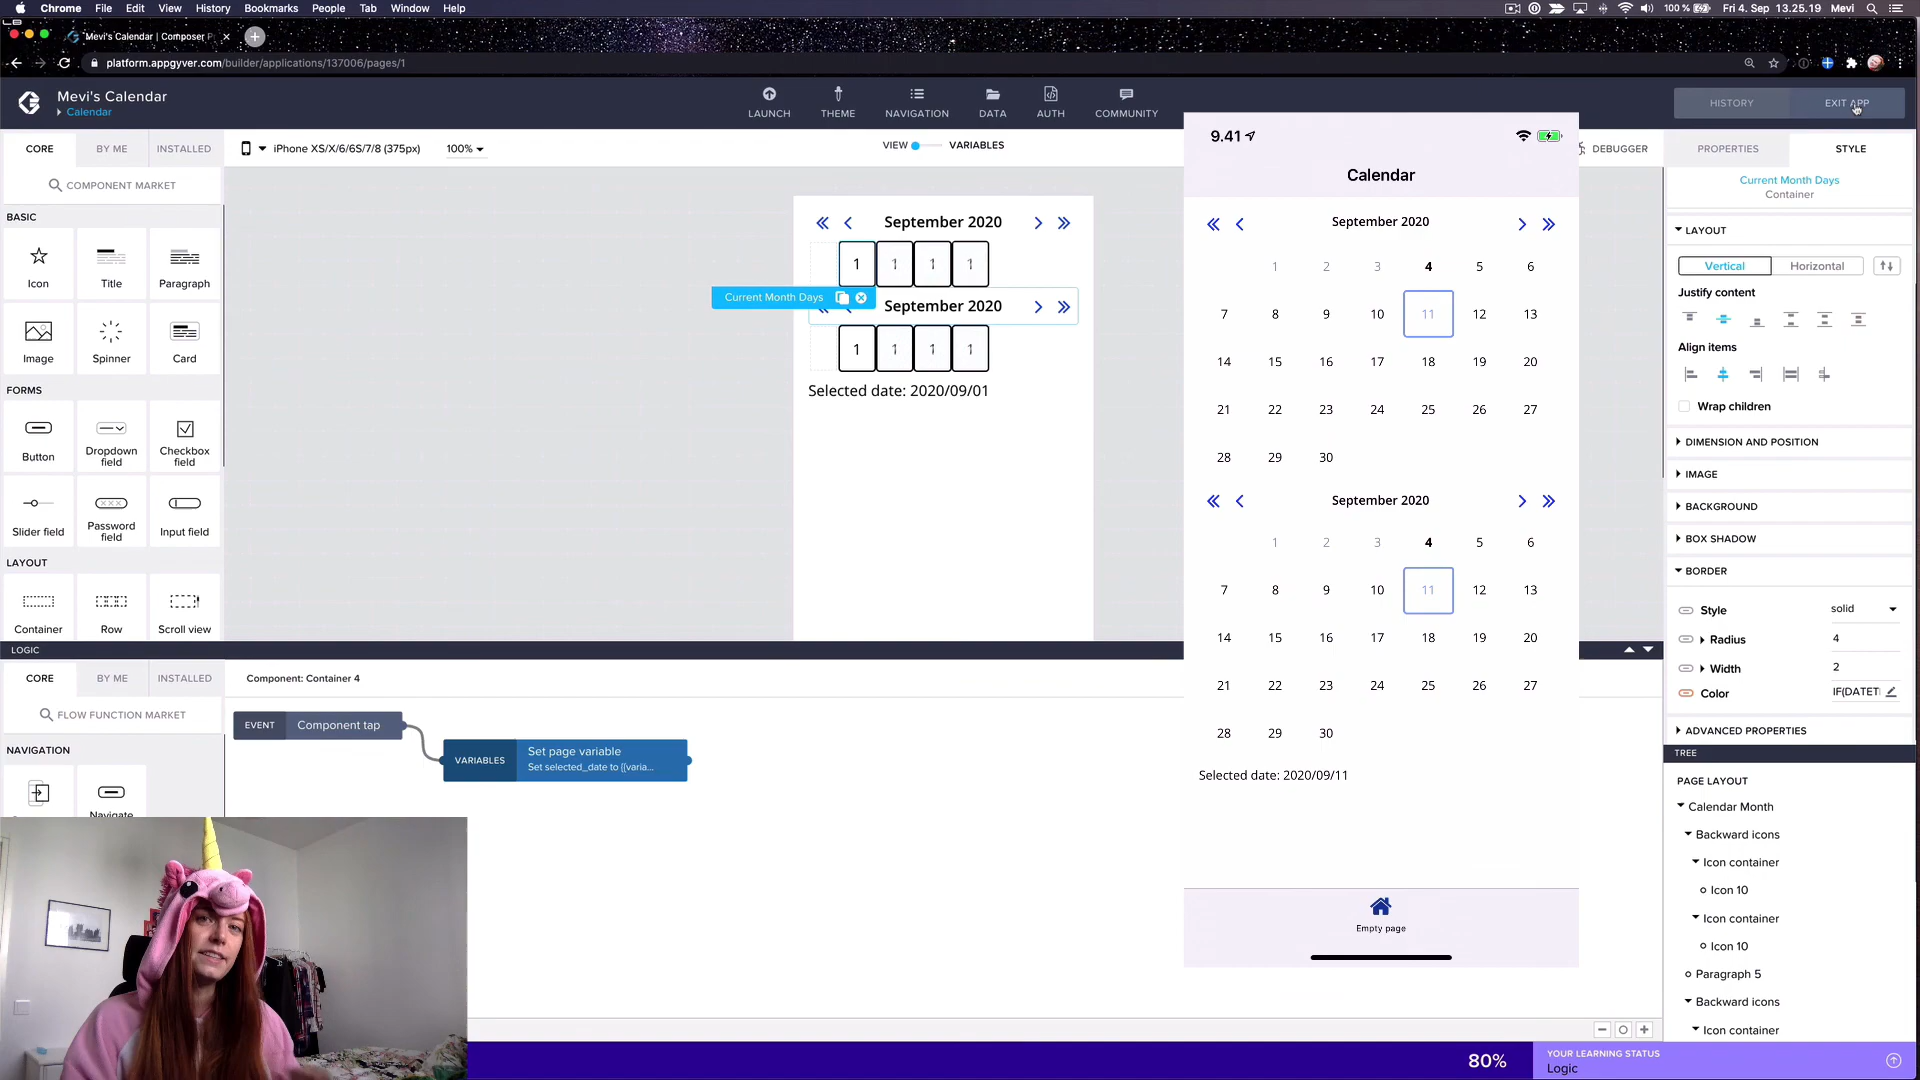 Chrome File Edit View History Bookmarks People Tab Window Help 100% Fri 4. Sep 13.25.19 Mevi
Mevi's Calendar | Composer P
platform.appgyver.com/builder/applications/137006/pages/1
Mevi's Calendar
Calendar
LAUNCH THEME NAVIGATION DATA AUTH COMMUNITY
HISTORY EXIT APP
CORE BY ME INSTALLED
iPhone XS/X/6/6S/7/8 (375px) 100%
VIEW VARIABLES
DEBUGGER
PROPERTIES STYLE
COMPONENT MARKET
BASIC
Icon Title Paragraph
Image Spinner Card
FORMS
Button Dropdown field Checkbox field
Slider field Password field Input field
LAYOUT
Container Row Scroll view
September 2020
1 1 1 1
Current Month Days
September 2020
1 1 1 1
Selected date: 2020/09/01
9.41
Calendar
September 2020
1 2 3 4 5 6
7 8 9 10 11 12 13
14 15 16 17 18 19 20
21 22 23 24 25 26 27
28 29 30
September 2020
1 2 3 4 5 6
7 8 9 10 11 12 13
14 15 16 17 18 19 20
21 22 23 24 25 26 27
28 29 30
Selected date: 2020/09/11
Empty page
Current Month Days
Container
LAYOUT
Vertical Horizontal
Justify content
Align items
Wrap children
DIMENSION AND POSITION
IMAGE
BACKGROUND
BOX SHADOW
BORDER
Style solid
Radius 4
Width 2
Color IF(DATETI
ADVANCED PROPERTIES
TREE
PAGE LAYOUT
Calendar Month
Backward icons
Icon container
Icon 10
Icon container
Icon 10
Paragraph 5
Backward icons
Icon container
LOGIC
CORE BY ME INSTALLED
Component: Container 4
FLOW FUNCTION MARKET
NAVIGATION
Navigate
EVENT Component tap
VARIABLES Set page variable
Set selected_date to {{varia...
80%
YOUR LEARNING STATUS
Logic